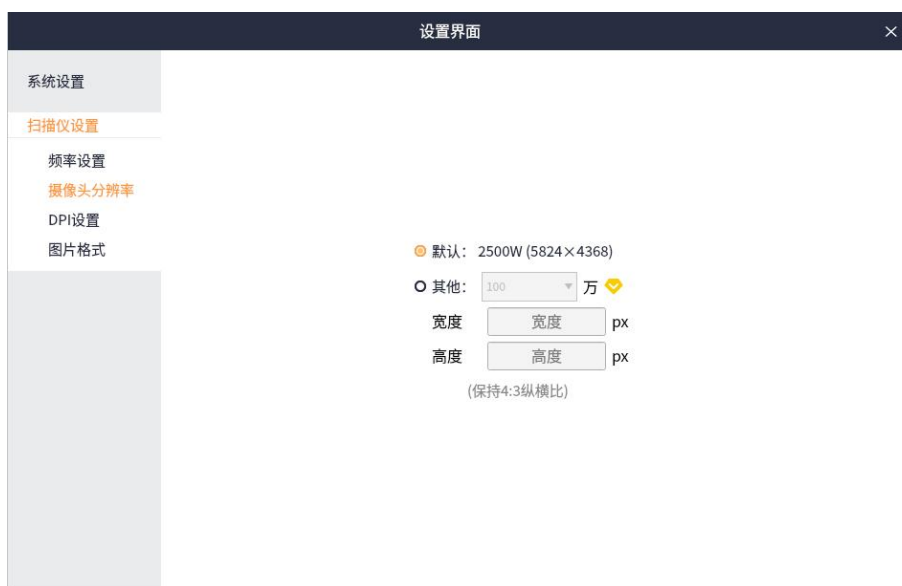 设置界面
系统设置
扫描仪设置
频率设置
摄像头分辨率
DPI设置
图片格式
默认： 2500W (5824×4368)
其他： 100 万
宽度 宽度 px
高度 高度 px
(保持4:3纵横比)